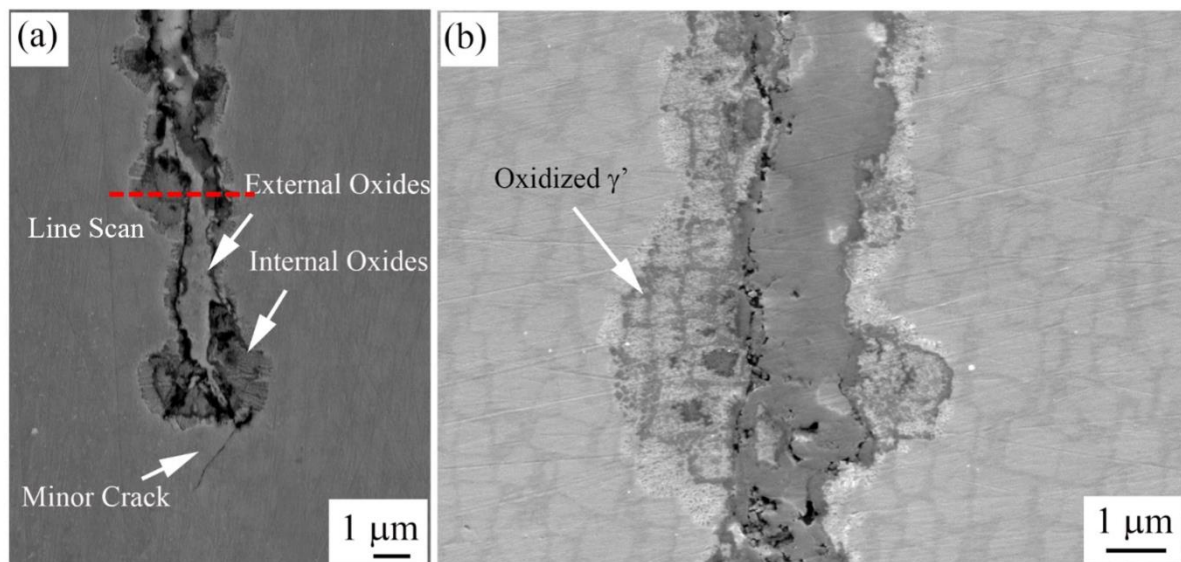 (a)
External Oxides
Line Scan
Internal Oxides
Minor Crack
1 μm
(b)
Oxidized γ’
1 μm